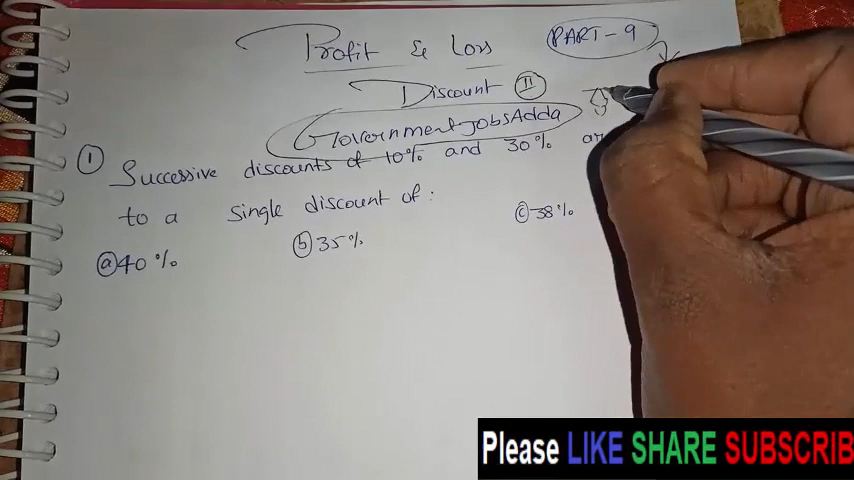 Profit & Loss
PART-9
Discount II
GovernmentjobsAdda
① Successive discounts of 10% and 30% ar
to a single discount of:
ⓐ 40% ⓑ 35% ⓒ 38%
Please LIKE SHARE SUBSCRIB